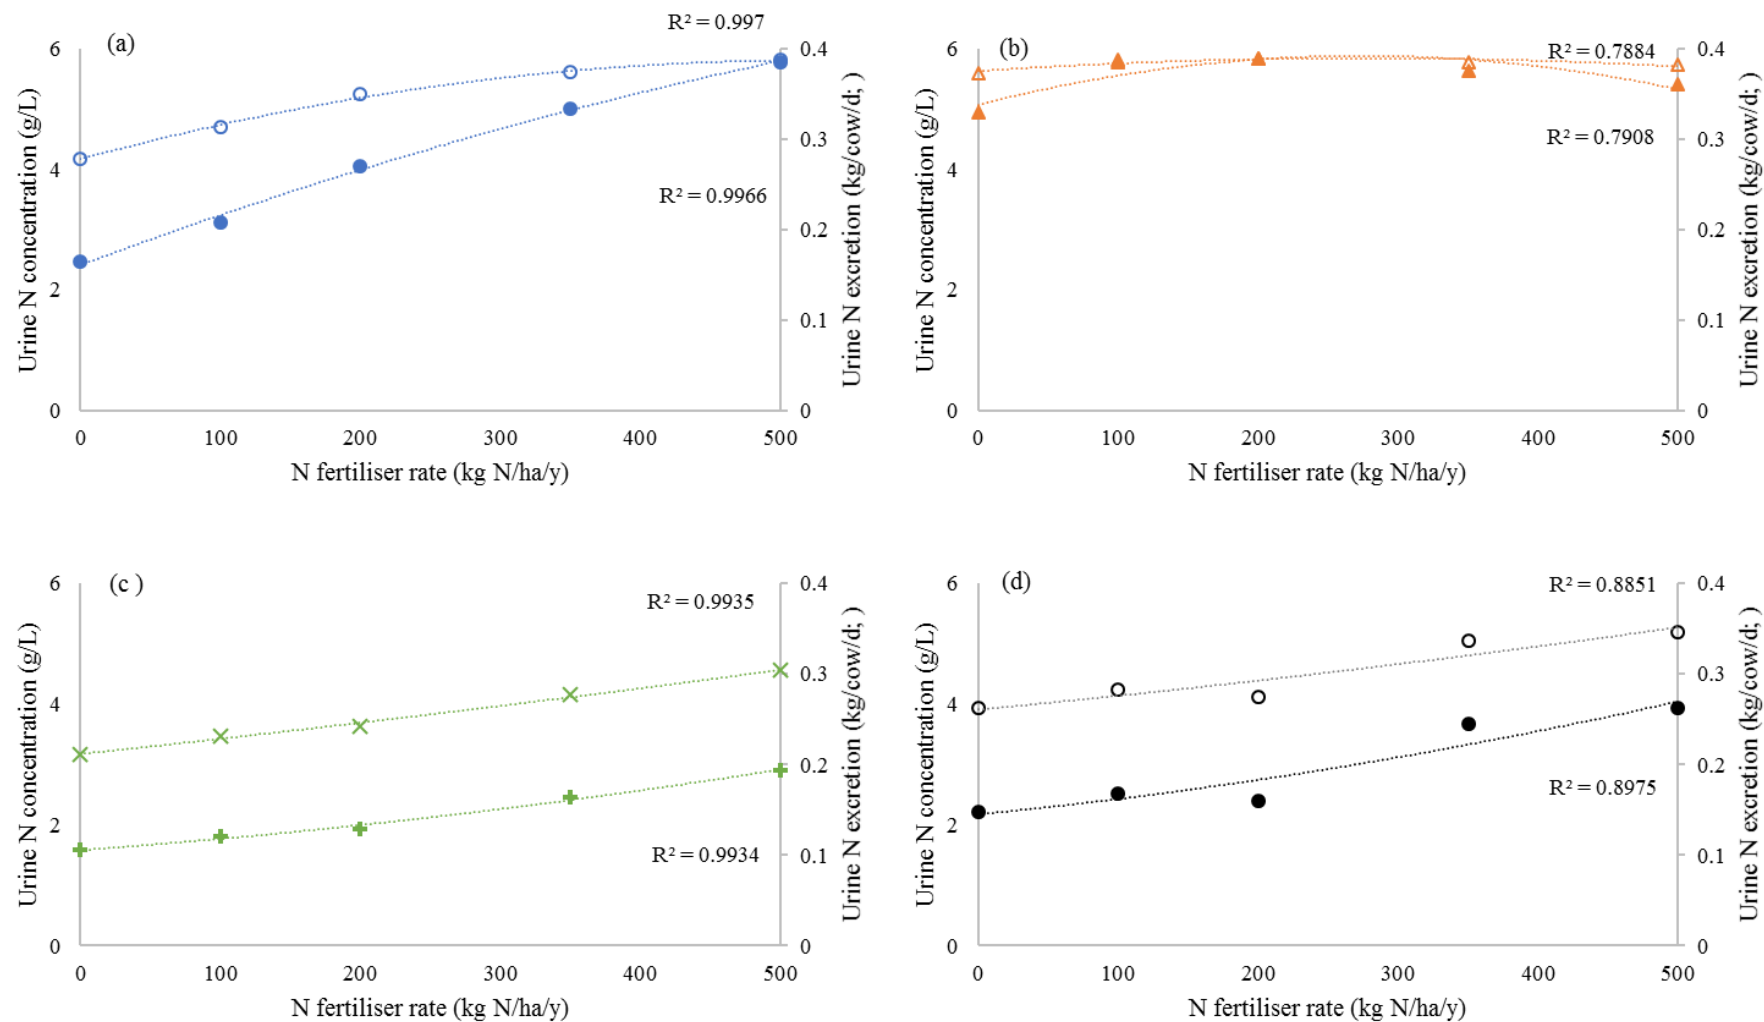 (a)
R² = 0.997
R² = 0.9966
6
4
2
0
0.4
0.3
0.2
0.1
0
0 100 200 300 400 500
Urine N concentration (g/L)
Urine N excretion (kg/cow/d; )
N fertiliser rate (kg N/ha/y)
(b)
R² = 0.7884
R² = 0.7908
6
4
2
0
0.4
0.3
0.2
0.1
0
0 100 200 300 400 500
Urine N concentration (g/L)
Urine N excretion (kg/cow/d; )
N fertiliser rate (kg N/ha/y)
(c )
R² = 0.9935
R² = 0.9934
6
4
2
0
0.4
0.3
0.2
0.1
0
0 100 200 300 400 500
Urine N concentration (g/L)
Urine N excretion (kg/cow/d; )
N fertiliser rate (kg N/ha/y)
(d)
R² = 0.8851
R² = 0.8975
6
4
2
0
0.4
0.3
0.2
0.1
0
0 100 200 300 400 500
Urine N concentration (g/L)
Urine N excretion (kg/cow/d; )
N fertiliser rate (kg N/ha/y)